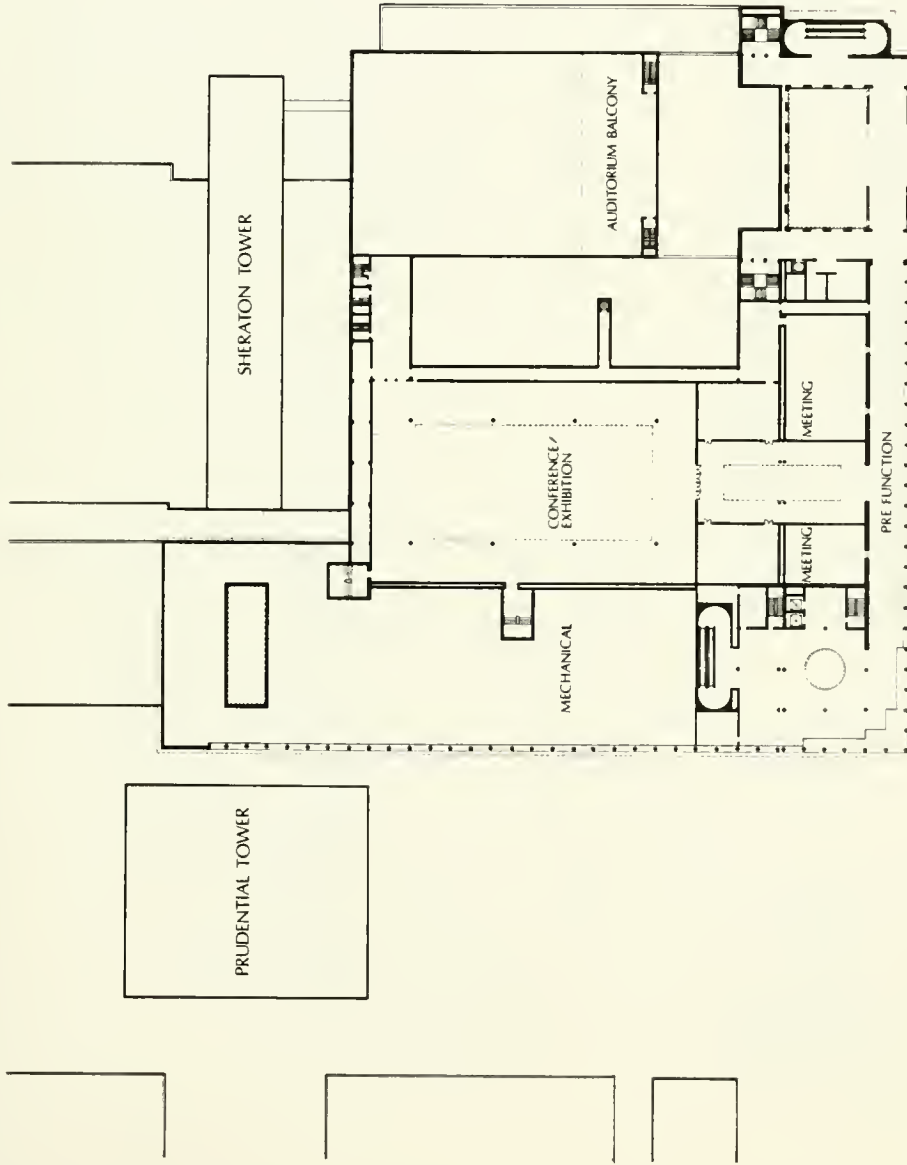 PRUDENTIAL TOWER
SHERATON TOWER
MECHANICAL
CONFERENCE/
EXHIBITION
AUDITORIUM BALCONY
MEETING
MEETING
PRE FUNCTION